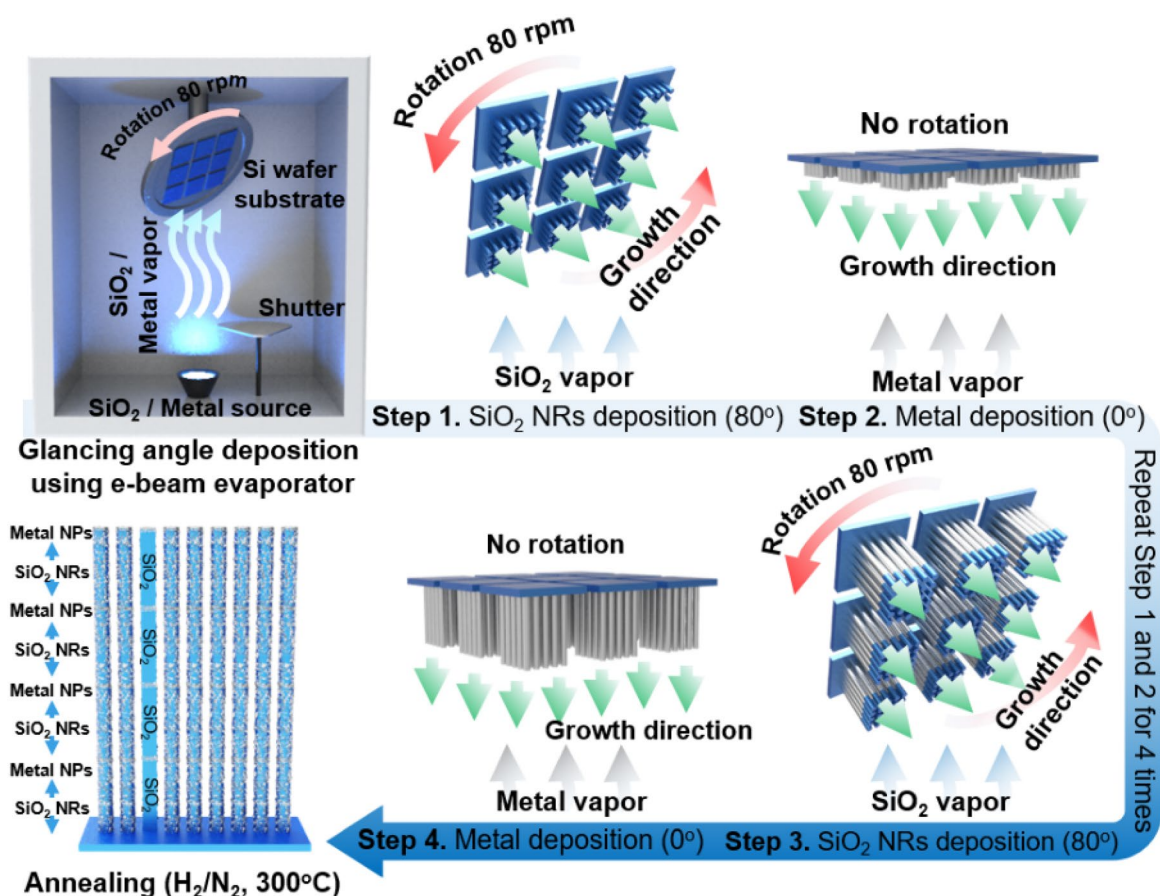 Rotation 80 rpm
Si wafer
substrate
SiO₂ /
Metal vapor
Shutter
SiO₂ / Metal source
Glancing angle deposition
using e-beam evaporator
Rotation 80 rpm
Growth
direction
SiO₂ vapor
Step 1. SiO₂ NRs deposition (80°)
No rotation
Growth direction
Metal vapor
Step 2. Metal deposition (0°)
Repeat Step 1 and 2 for 4 times
Rotation 80 rpm
Growth
direction
SiO₂ vapor
Step 3. SiO₂ NRs deposition (80°)
No rotation
Growth direction
Metal vapor
Step 4. Metal deposition (0°)
Metal NPs
SiO₂ NRs
Metal NPs
SiO₂ NRs
Metal NPs
SiO₂ NRs
Metal NPs
SiO₂ NRs
SiO₂
SiO₂
SiO₂
SiO₂
Annealing (H₂/N₂, 300°C)